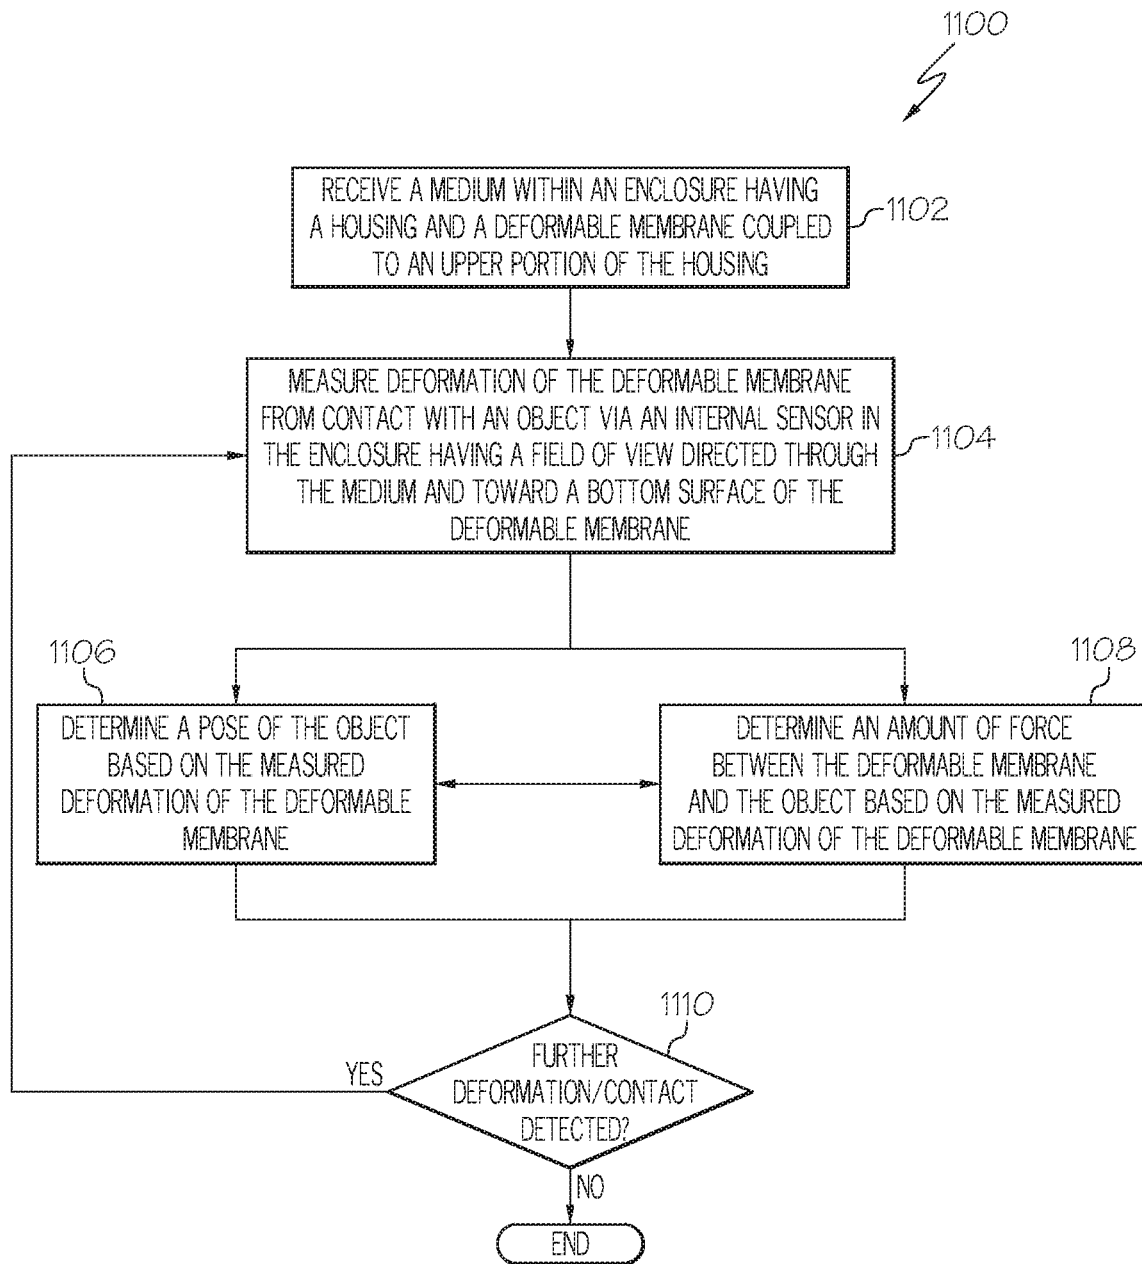 1100
RECEIVE A MEDIUM WITHIN AN ENCLOSURE HAVING
A HOUSING AND A DEFORMABLE MEMBRANE COUPLED
TO AN UPPER PORTION OF THE HOUSING
1102
MEASURE DEFORMATION OF THE DEFORMABLE MEMBRANE
FROM CONTACT WITH AN OBJECT VIA AN INTERNAL SENSOR IN
THE ENCLOSURE HAVING A FIELD OF VIEW DIRECTED THROUGH
THE MEDIUM AND TOWARD A BOTTOM SURFACE OF THE
DEFORMABLE MEMBRANE
1104
1106
DETERMINE A POSE OF THE OBJECT
BASED ON THE MEASURED
DEFORMATION OF THE DEFORMABLE
MEMBRANE
1108
DETERMINE AN AMOUNT OF FORCE
BETWEEN THE DEFORMABLE MEMBRANE
AND THE OBJECT BASED ON THE MEASURED
DEFORMATION OF THE DEFORMABLE MEMBRANE
1110
FURTHER
DEFORMATION/CONTACT
DETECTED?
YES
NO
END